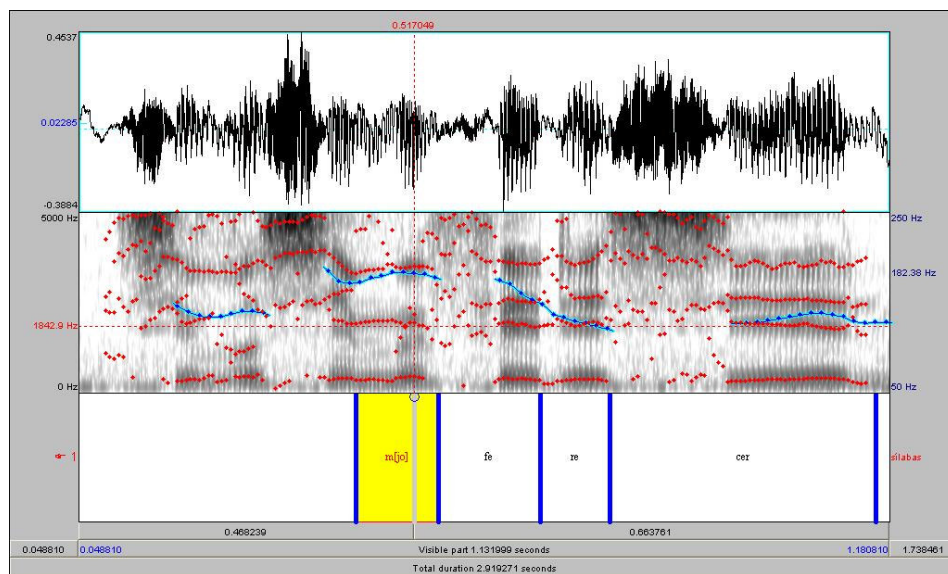 0.517049
0.4537
0.02285
-0.3884
5000 Hz 250 Hz
182.38 Hz
1842.9 Hz
0 Hz 50 Hz
1 m[jo] fe re cer sílabas
0.468239 0.663761
0.048810 0.048810 Visible part 1.131999 seconds 1.180810 1.738461
Total duration 2.919271 seconds